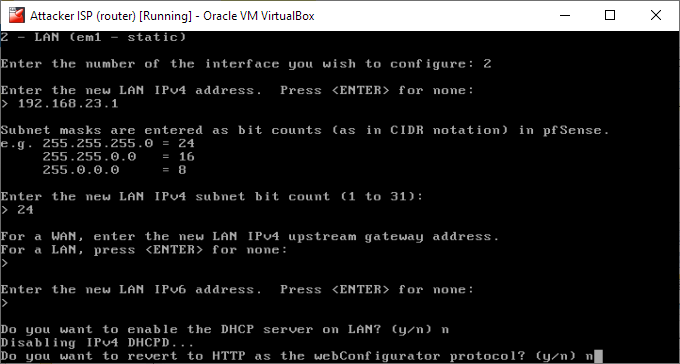 Attacker ISP (router) [Running] - Oracle VM VirtualBox
2 - LAN (em1 - static)
Enter the number of the interface you wish to configure: 2
Enter the new LAN IPv4 address.  Press <ENTER> for none:
> 192.168.23.1
Subnet masks are entered as bit counts (as in CIDR notation) in pfSense.
e.g. 255.255.255.0 = 24
     255.255.0.0   = 16
     255.0.0.0     = 8
Enter the new LAN IPv4 subnet bit count (1 to 31):
> 24
For a WAN, enter the new LAN IPv4 upstream gateway address.
For a LAN, press <ENTER> for none:
>
Enter the new LAN IPv6 address.  Press <ENTER> for none:
>
Do you want to enable the DHCP server on LAN? (y/n) n
Disabling IPv4 DHCPD...
Do you want to revert to HTTP as the webConfigurator protocol? (y/n) n